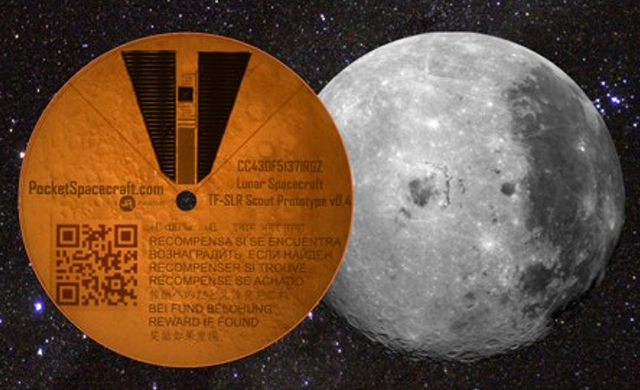 CC430F5137IRGZ
Lunar Spacecraft
TF-SLR Scout Prototype v0.4
PocketSpacecraft.com
RECOMPENSA SI SE ENCUENTRA
ВОЗНАГРАДИТЬ, ЕСЛИ НАЙДЕН
RECOMPENSER SI TROUVE
RECOMPENSE SE ACHADO
BEI FUND BELOHUNG
REWARD IF FOUND
奖励如果发现